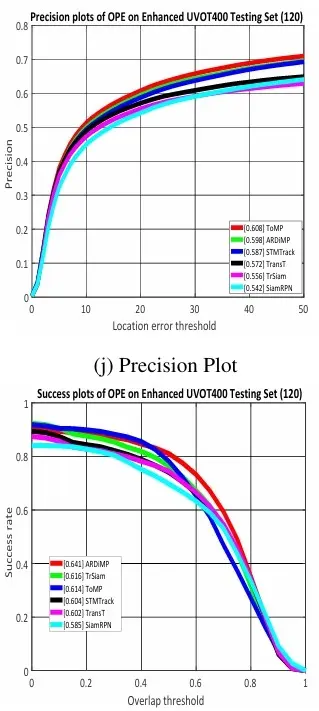 Precision plots of OPE on Enhanced UVOT400 Testing Set (120)
0.8
0.7
0.6
0.5
0.4
0.3
0.2
0.1
0
Precision
[0.608] ToMP
[0.598] ARDiMP
[0.587] STMTrack
[0.572] TransT
[0.556] TrSiam
[0.542] SiamRPN
0 10 20 30 40 50
Location error threshold
(j) Precision Plot
Success plots of OPE on Enhanced UVOT400 Testing Set (120)
1
0.8
0.6
0.4
0.2
0
Success rate
[0.641] ARDiMP
[0.616] TrSiam
[0.614] ToMP
[0.604] STMTrack
[0.602] TransT
[0.585] SiamRPN
0 0.2 0.4 0.6 0.8 1
Overlap threshold